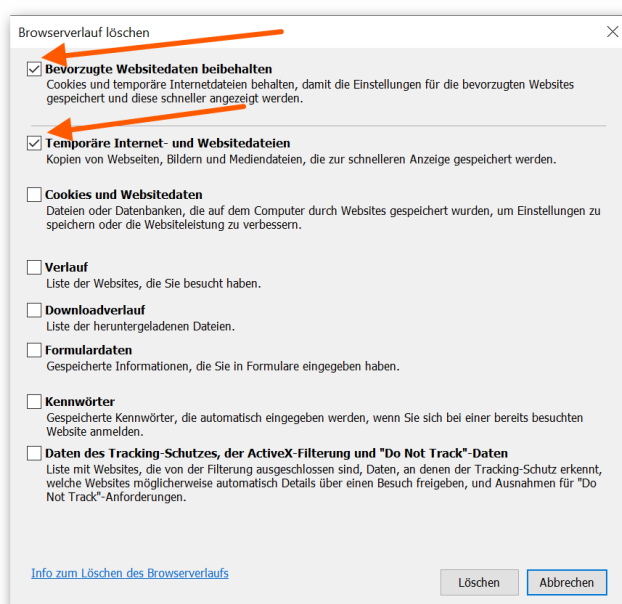 Browserverlauf löschen
Bevorzugte Websitedaten beibehalten
Cookies und temporäre Internetdateien behalten, damit die Einstellungen für die bevorzugten Websites
gespeichert und diese schneller angezeigt werden.
Temporäre Internet- und Websitedateien
Kopien von Webseiten, Bildern und Mediendateien, die zur schnelleren Anzeige gespeichert werden.
Cookies und Websitedaten
Dateien oder Datenbanken, die auf dem Computer durch Websites gespeichert wurden, um Einstellungen zu
speichern oder die Websiteleistung zu verbessern.
Verlauf
Liste der Websites, die Sie besucht haben.
Downloadverlauf
Liste der heruntergeladenen Dateien.
Formulardaten
Gespeicherte Informationen, die Sie in Formulare eingegeben haben.
Kennwörter
Gespeicherte Kennwörter, die automatisch eingegeben werden, wenn Sie sich bei einer bereits besuchten
Website anmelden.
Daten des Tracking-Schutzes, der ActiveX-Filterung und "Do Not Track"-Daten
Liste mit Websites, die von der Filterung ausgeschlossen sind, Daten, an denen der Tracking-Schutz erkennt,
welche Websites möglicherweise automatisch Details über einen Besuch freigeben, und Ausnahmen für "Do
Not Track"-Anforderungen.
Info zum Löschen des Browserverlaufs
Löschen
Abbrechen